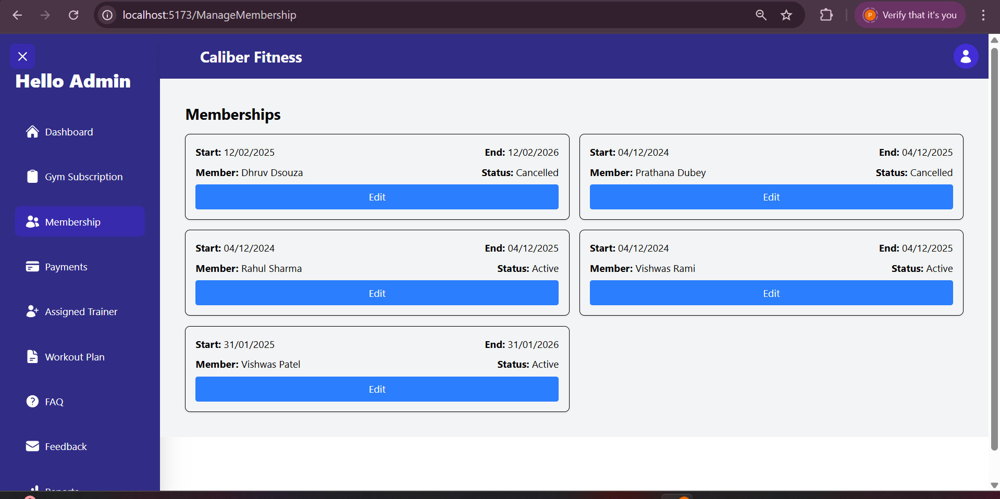 localhost:5173/ManageMembership
Verify that it's you
P
Hello Admin
Dashboard
Gym Subscription
Membership
Payments
Assigned Trainer
Workout Plan
FAQ
Feedback
Reports
Caliber Fitness
Memberships
Start: 12/02/2025 End: 12/02/2026
Member: Dhruv Dsouza Status: Cancelled
Edit
Start: 04/12/2024 End: 04/12/2025
Member: Prathana Dubey Status: Cancelled
Edit
Start: 04/12/2024 End: 04/12/2025
Member: Rahul Sharma Status: Active
Edit
Start: 04/12/2024 End: 04/12/2025
Member: Vishwas Rami Status: Active
Edit
Start: 31/01/2025 End: 31/01/2026
Member: Vishwas Patel Status: Active
Edit